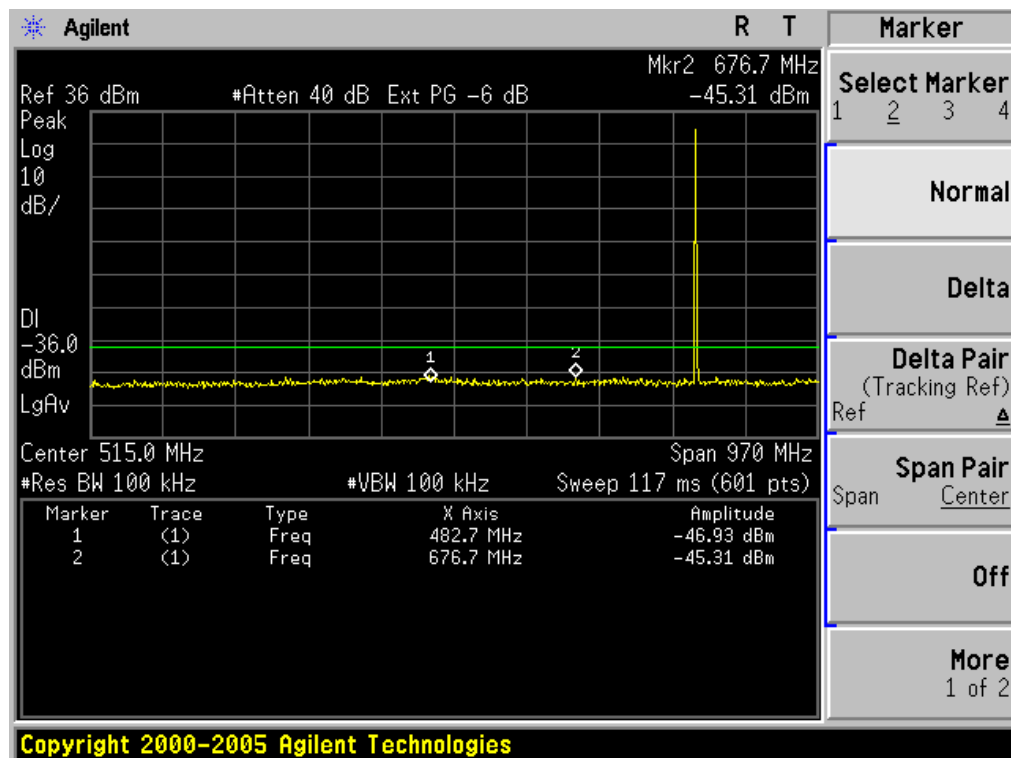 Agilent R T
Mkr2 676.7 MHz
Ref 36 dBm #Atten 40 dB Ext PG -6 dB -45.31 dBm
Peak
Log
10
dB/
DI
-36.0
dBm
LgAv
1
2
Center 515.0 MHz Span 970 MHz
#Res BW 100 kHz #VBW 100 kHz Sweep 117 ms (601 pts)
Marker Trace Type X Axis Amplitude
1 (1) Freq 482.7 MHz -46.93 dBm
2 (1) Freq 676.7 MHz -45.31 dBm
Marker
Select Marker
1 2 3 4
Normal
Delta
Delta Pair
(Tracking Ref)
Ref Δ
Span Pair
Span Center
Off
More
1 of 2
Copyright 2000-2005 Agilent Technologies